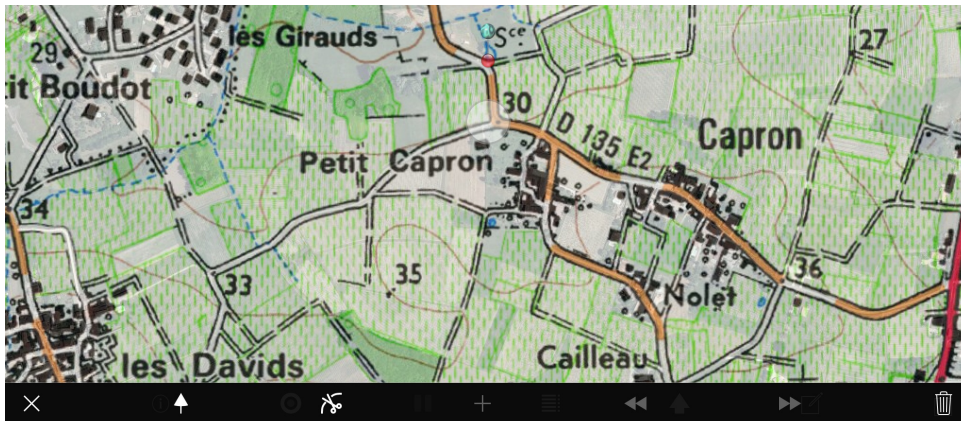 les Girauds
Sce
27
29
tit Boudot
30
D 135 E2
Capron
Petit Capron
34
33
35
36
Nolet
les Davids
Cailleau